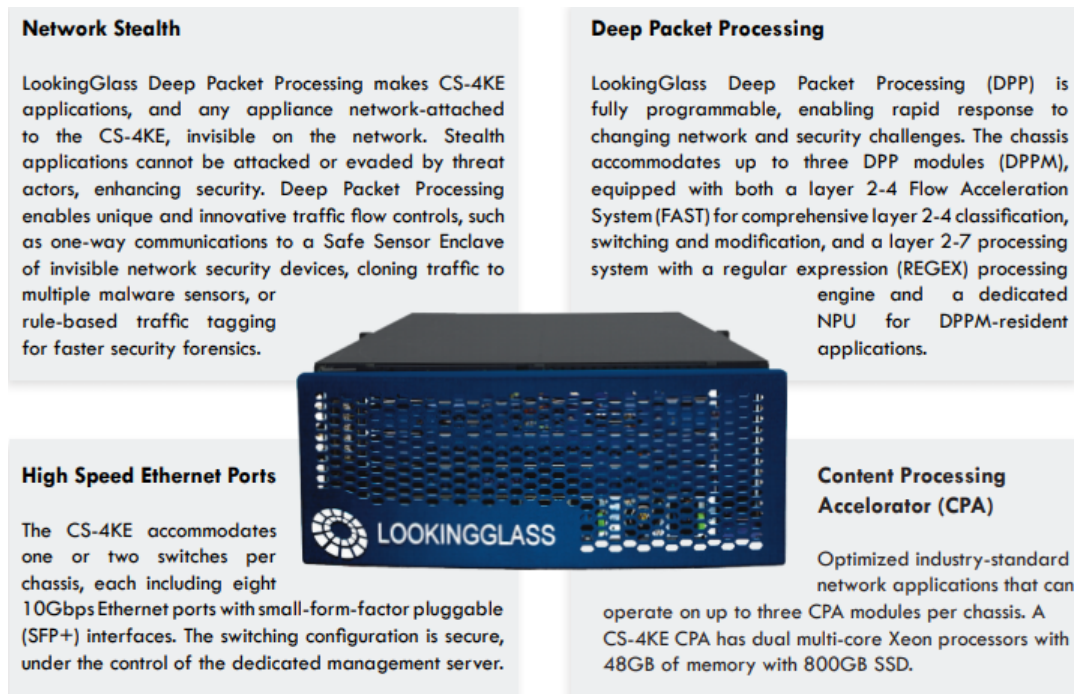 Network Stealth
LookingGlass Deep Packet Processing makes CS-4KE
applications, and any appliance network-attached
to the CS-4KE, invisible on the network. Stealth
applications cannot be attacked or evaded by threat
actors, enhancing security. Deep Packet Processing
enables unique and innovative traffic flow controls, such
as one-way communications to a Safe Sensor Enclave
of invisible network security devices, cloning traffic to
multiple malware sensors, or
rule-based traffic tagging
for faster security forensics.
Deep Packet Processing
LookingGlass Deep Packet Processing (DPP) is
fully programmable, enabling rapid response to
changing network and security challenges. The chassis
accommodates up to three DPP modules (DPPM),
equipped with both a layer 2-4 Flow Acceleration
System (FAST) for comprehensive layer 2-4 classification,
switching and modification, and a layer 2-7 processing
system with a regular expression (REGEX) processing
engine and a dedicated
NPU for DPPM-resident
applications.
High Speed Ethernet Ports
The CS-4KE accommodates
one or two switches per
chassis, each including eight
10Gbps Ethernet ports with small-form-factor pluggable
(SFP+) interfaces. The switching configuration is secure,
under the control of the dedicated management server.
LOOKINGGLASS
Content Processing
Accelorator (CPA)
Optimized industry-standard
network applications that can
operate on up to three CPA modules per chassis. A
CS-4KE CPA has dual multi-core Xeon processors with
48GB of memory with 800GB SSD.